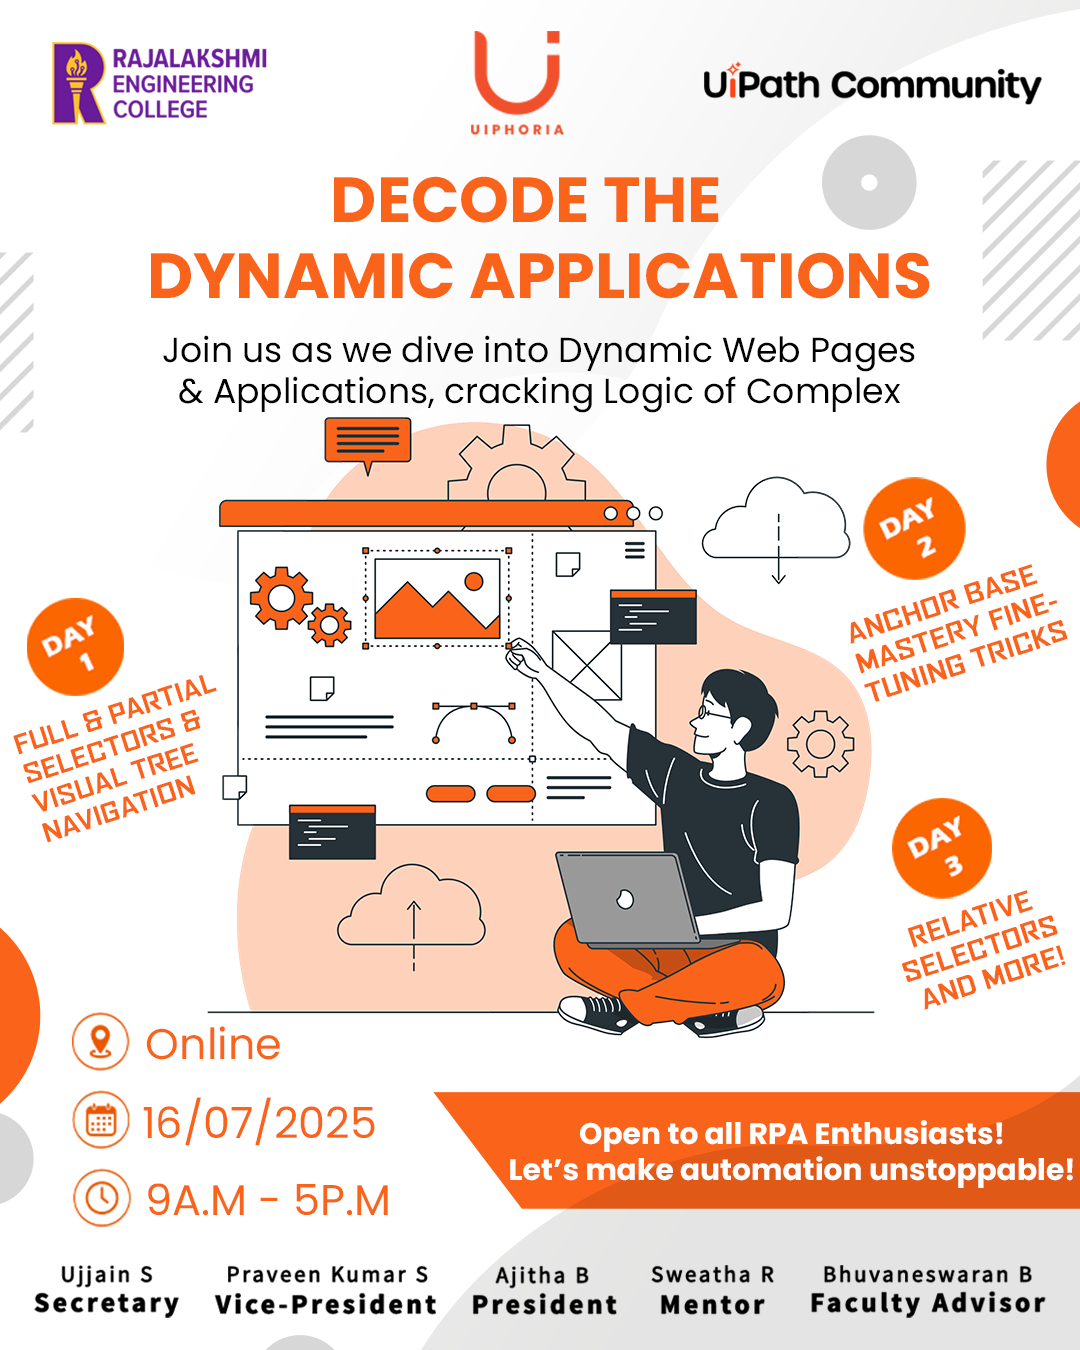 RAJALAKSHMI
ENGINEERING
COLLEGE
UIPHORIA
UiPath Community
DECODE THE
DYNAMIC APPLICATIONS
Join us as we dive into Dynamic Web Pages
& Applications, cracking Logic of Complex
DAY
1
FULL & PARTIAL
SELECTORS &
VISUAL TREE
NAVIGATION
DAY
2
ANCHOR BASE
MASTERY FINE-
TUNING TRICKS
DAY
3
RELATIVE
SELECTORS
AND MORE!
Online
16/07/2025
9A.M - 5P.M
Open to all RPA Enthusiasts!
Let's make automation unstoppable!
Ujjain S
Secretary
Praveen Kumar S
Vice-President
Ajitha B
President
Sweatha R
Mentor
Bhuvaneswaran B
Faculty Advisor